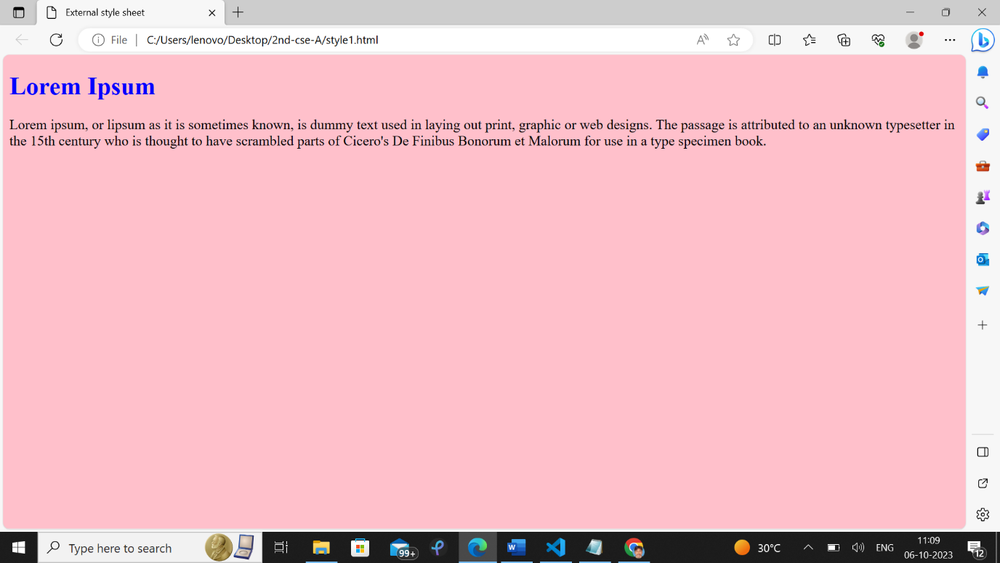 External style sheet
File
C:/Users/lenovo/Desktop/2nd-cse-A/style1.html
Lorem Ipsum
Lorem ipsum, or lipsum as it is sometimes known, is dummy text used in laying out print, graphic or web designs. The passage is attributed to an unknown typesetter in
the 15th century who is thought to have scrambled parts of Cicero's De Finibus Bonorum et Malorum for use in a type specimen book.
Type here to search
99+
30°C
ENG
11:09
06-10-2023
12